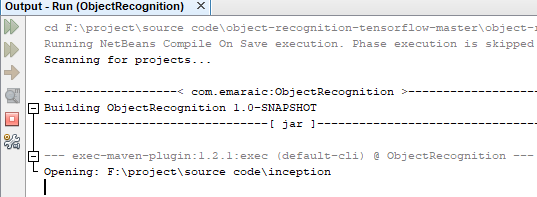 Output - Run (ObjectRecognition) x
cd F:\project\source code\object-recognition-tensorflow-master\object-r
Running NetBeans Compile On Save execution. Phase execution is skipped
Scanning for projects...
------------------< com.emaraic:ObjectRecognition >------------------
Building ObjectRecognition 1.0-SNAPSHOT
--------------------------------[ jar ]--------------------------------
--- exec-maven-plugin:1.2.1:exec (default-cli) @ ObjectRecognition ---
Opening: F:\project\source code\inception